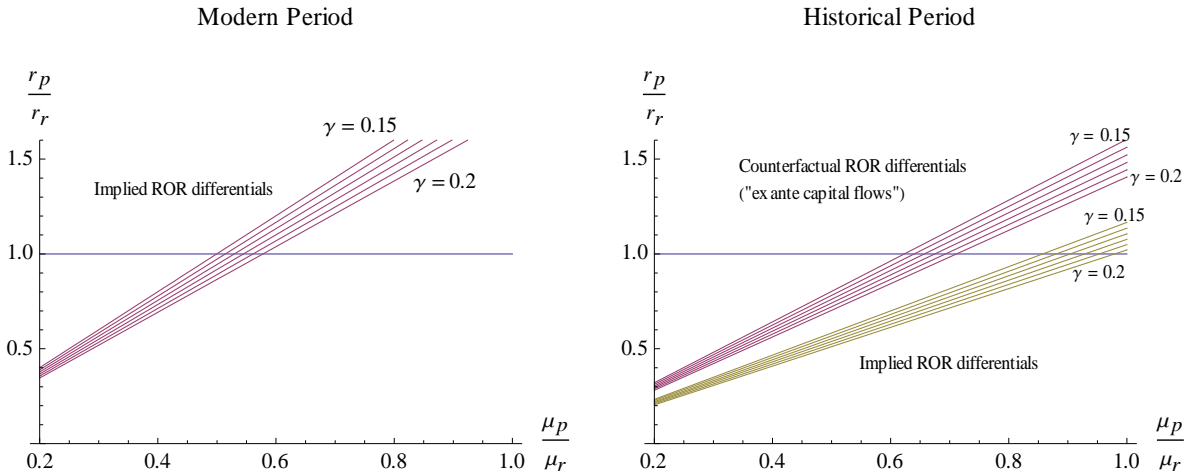 Modern Period
r_p
r_r
1.5
1.0
0.5
γ = 0.15
Implied ROR differentials
γ = 0.2
0.2 0.4 0.6 0.8 1.0
μ_p
μ_r
Historical Period
r_p
r_r
1.5
1.0
0.5
Counterfactual ROR differentials
("ex ante capital flows")
γ = 0.15
γ = 0.2
γ = 0.15
γ = 0.2
Implied ROR differentials
0.2 0.4 0.6 0.8 1.0
μ_p
μ_r